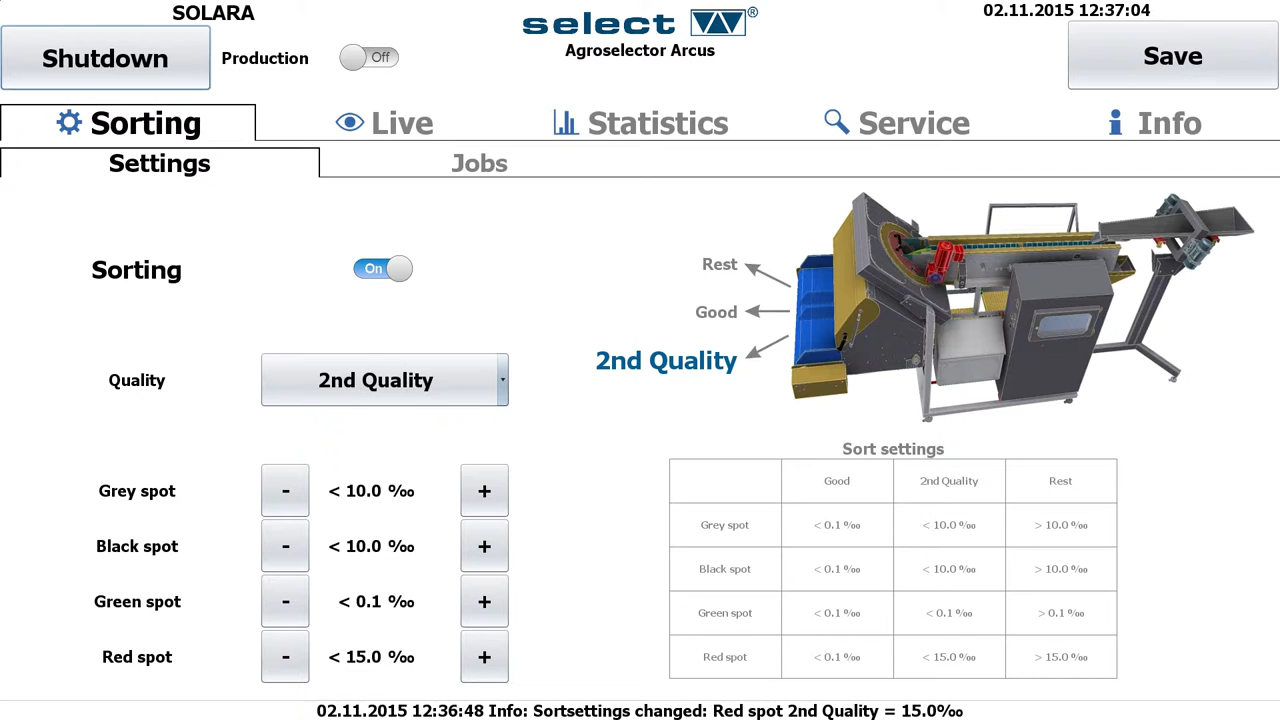 SOLARA
select VW®
02.11.2015 12:37:04
Shutdown
Production
Off
Agroselector Arcus
Save
Sorting
Live
Statistics
Service
Info
Settings
Jobs
Sorting
On
Rest
Good
2nd Quality
Quality
2nd Quality
Sort settings
Good 2nd Quality Rest
Grey spot < 0.1 ‱ < 10.0 ‱ > 10.0 ‱
Black spot < 0.1 ‱ < 10.0 ‱ > 10.0 ‱
Green spot < 0.1 ‱ < 0.1 ‱ > 0.1 ‱
Red spot < 0.1 ‱ < 15.0 ‱ > 15.0 ‱
Grey spot - < 10.0 ‰ +
Black spot - < 10.0 ‰ +
Green spot - < 0.1 ‰ +
Red spot - < 15.0 ‰ +
02.11.2015 12:36:48 Info: Sortsettings changed: Red spot 2nd Quality = 15.0‰